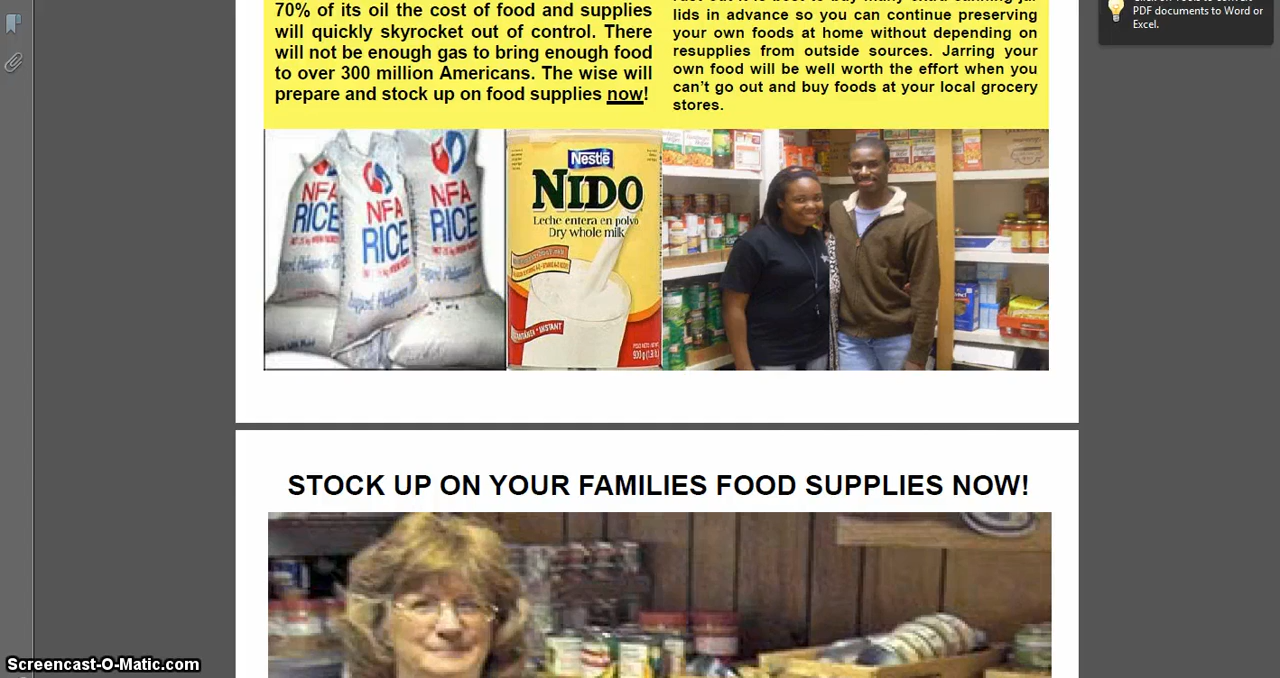 70% of its oil the cost of food and supplies
will quickly skyrocket out of control. There
will not be enough gas to bring enough food
to over 300 million Americans. The wise will
prepare and stock up on food supplies now!
lids in advance so you can continue preserving
your own foods at home without depending on
resupplies from outside sources. Jarring your
own food will be well worth the effort when you
can’t go out and buy foods at your local grocery
stores.
PDF documents to Word or
Excel.
NFA
RICE
NFA
RICE
NFA
RICE
Nestlé
NIDO
Leche entera en polvo
Dry whole milk
STOCK UP ON YOUR FAMILIES FOOD SUPPLIES NOW!
Screencast-O-Matic.com